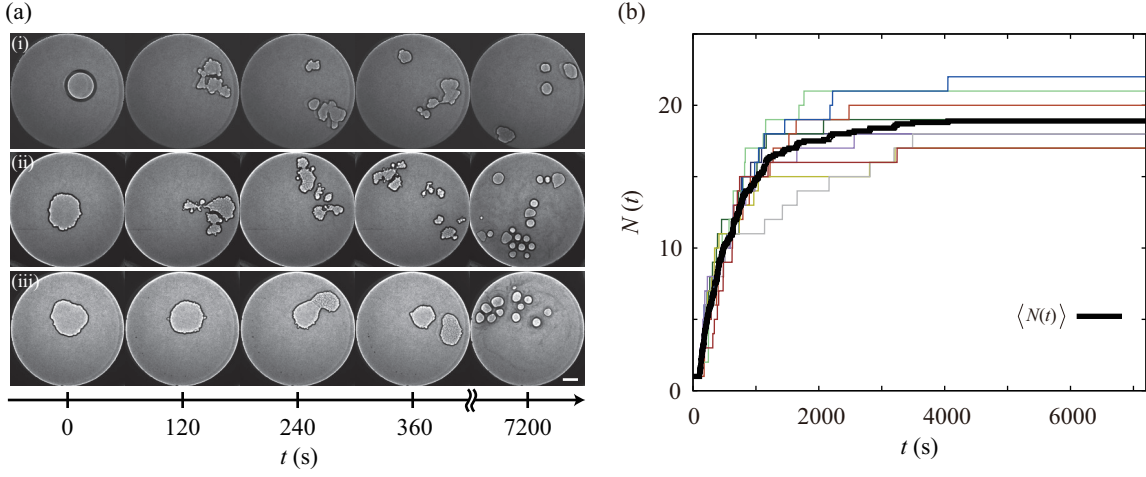 (a)
(i)
(ii)
(iii)
0 120 240 360 7200
t (s)
(b)
N (t)
20
10
0
⟨N(t)⟩
0 2000 4000 6000
t (s)